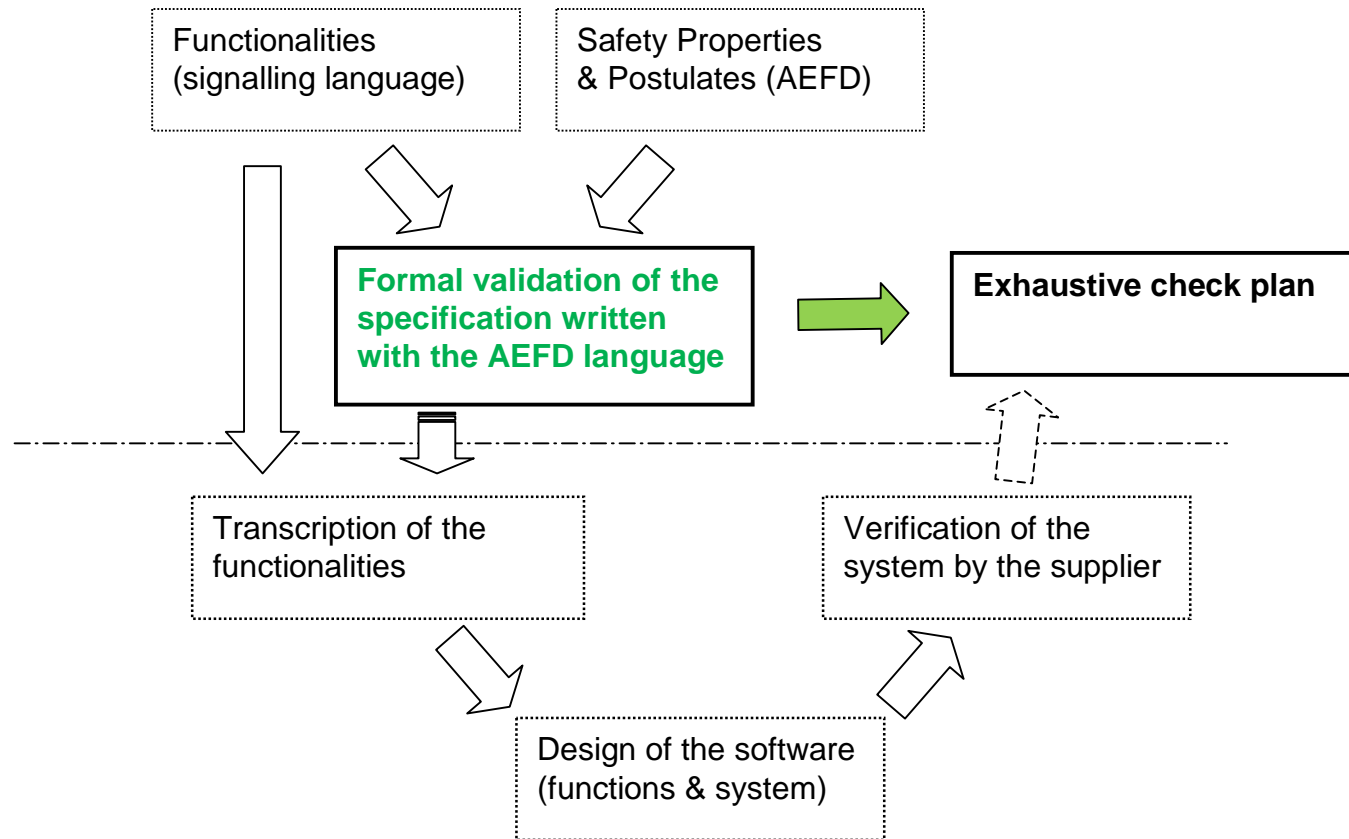 Functionalities
(signalling language)
Safety Properties
& Postulates (AEFD)
Formal validation of the
specification written
with the AEFD language
Exhaustive check plan
Transcription of the
functionalities
Verification of the
system by the supplier
Design of the software
(functions & system)